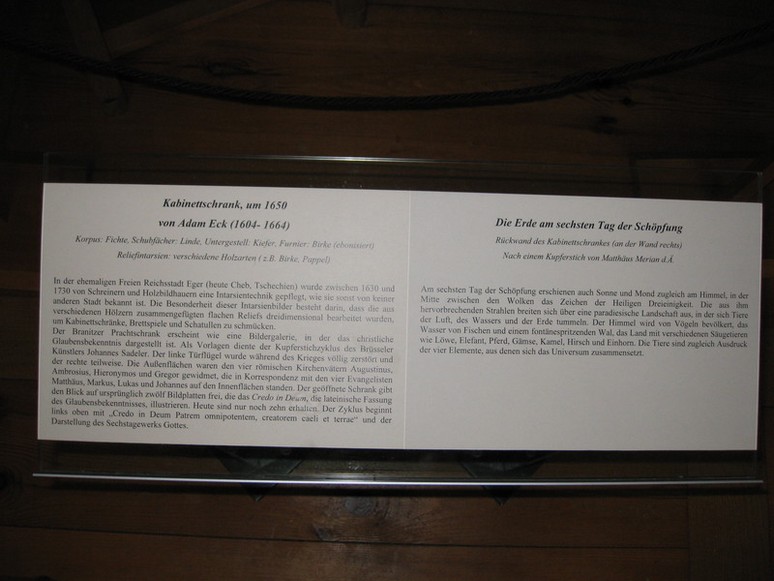 Kabinettschrank, um 1650
von Adam Eck (1604- 1664)
Korpus: Fichte, Schubfächer: Linde, Untergestell: Kiefer, Furnier: Birke (ebonisiert)
Reliefintarsien: verschiedene Holzarten ( z.B. Birke, Pappel)
In der ehemaligen Freien Reichsstadt Eger (heute Cheb, Tschechien) wurde zwischen 1630 und
1730 von Schreinern und Holzbildhauern eine Intarsientechnik gepflegt, wie sie sonst von keiner
anderen Stadt bekannt ist. Die Besonderheit dieser Intarsienbilder besteht darin, dass die aus
verschiedenen Hölzern zusammengefügten flachen Reliefs dreidimensional bearbeitet wurden,
um Kabinettschränke, Brettspiele und Schatullen zu schmücken.
Der Branitzer Prachtschrank erscheint wie eine Bildergalerie, in der das christliche
Glaubensbekenntnis dargestellt ist. Als Vorlagen diente der Kupferstichzyklus des Brüsseler
Künstlers Johannes Sadeler. Der linke Türflügel wurde während des Krieges völlig zerstört und
der rechte teilweise. Die Außenflächen waren den vier römischen Kirchenvätern Augustinus,
Ambrosius, Hieronymos und Gregor gewidmet, die in Korrespondenz mit den vier Evangelisten
Matthäus, Markus, Lukas und Johannes auf den Innenflächen standen. Der geöffnete Schrank gibt
den Blick auf ursprünglich zwölf Bildplatten frei, die das Credo in Deum, die lateinische Fassung
des Glaubensbekenntnisses, illustrieren. Heute sind nur noch zehn erhalten. Der Zyklus beginnt
links oben mit „Credo in Deum Patrem omnipotentem, creatorem caeli et terrae“ und der
Darstellung des Sechstagewerks Gottes.
Die Erde am sechsten Tag der Schöpfung
Rückwand des Kabinettschrankes (an der Wand rechts)
Nach einem Kupferstich von Matthäus Merian d.Ä.
Am sechsten Tag der Schöpfung erschienen auch Sonne und Mond zugleich am Himmel, in der
Mitte zwischen den Wolken das Zeichen der Heiligen Dreieinigkeit. Die aus ihm
hervorbrechenden Strahlen breiten sich über eine paradiesische Landschaft aus, in der sich Tiere
der Luft, des Wassers und der Erde tummeln. Der Himmel wird von Vögeln bevölkert, das
Wasser von Fischen und einem fontänespritzenden Wal, das Land mit verschiedenen Säugetieren
wie Löwe, Elefant, Pferd, Gämse, Kamel, Hirsch und Einhorn. Die Tiere sind zugleich Ausdruck
der vier Elemente, aus denen sich das Universum zusammensetzt.